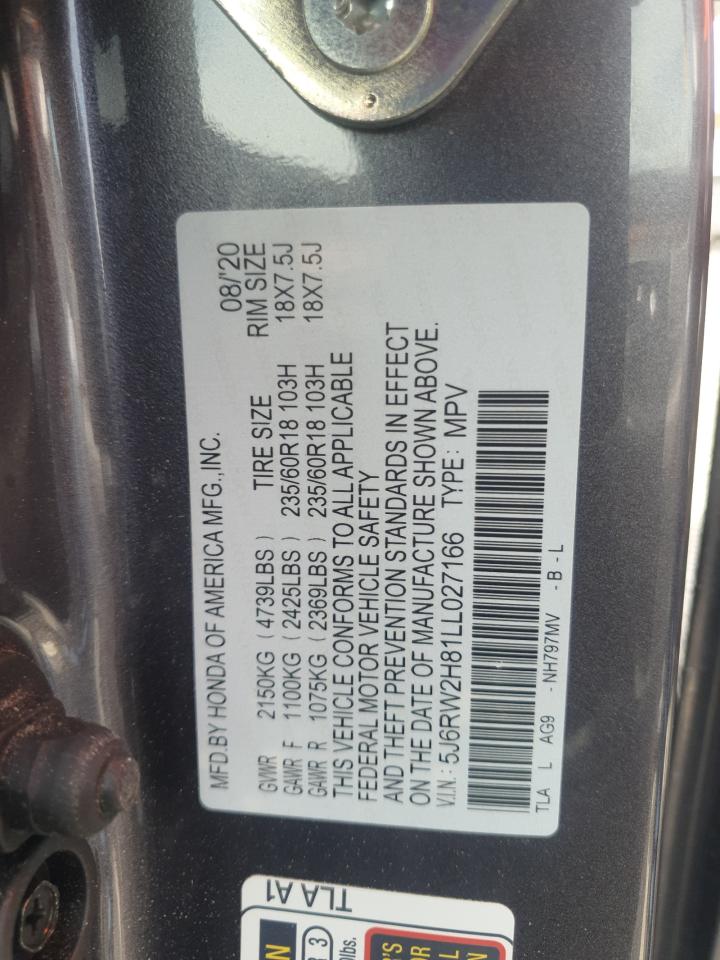 MFD.BY HONDA OF AMERICA MFG.,INC. 08/'20
GVWR 2150KG ( 4739LBS ) TIRE SIZE RIM SIZE
GAWR F 1100KG ( 2425LBS ) 235/60R18 103H 18X7.5J
GAWR R 1075KG ( 2369LBS ) 235/60R18 103H 18X7.5J
THIS VEHICLE CONFORMS TO ALL APPLICABLE
FEDERAL MOTOR VEHICLE SAFETY
AND THEFT PREVENTION STANDARDS IN EFFECT
ON THE DATE OF MANUFACTURE SHOWN ABOVE.
V.I.N.: 5J6RW2H81LL027166 TYPE: MPV
TLA L AG9 - NH797MV - B - L
TLA A1